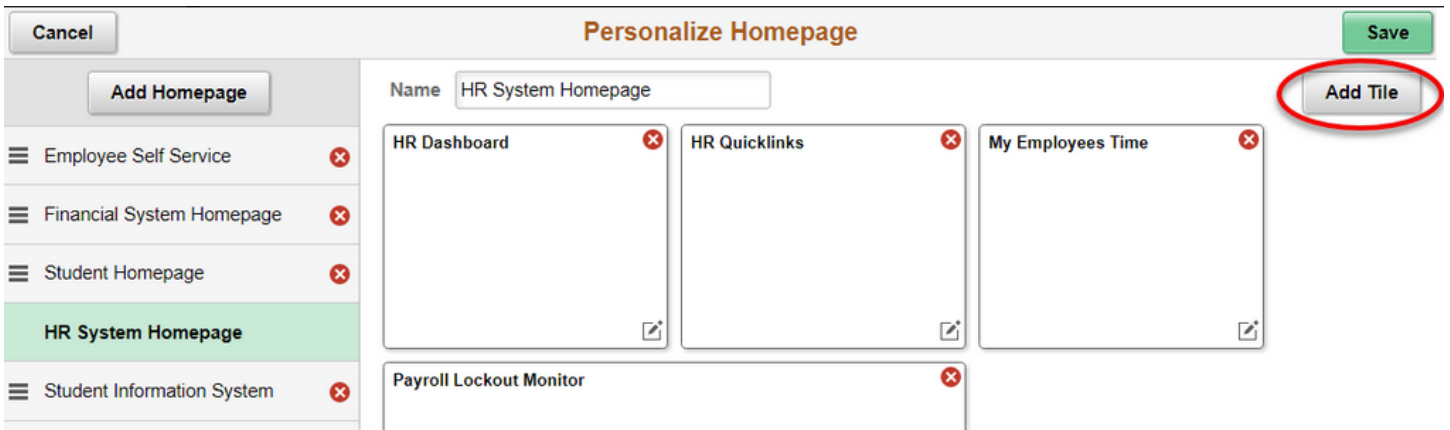 Cancel
Personalize Homepage
Save
Add Homepage
Name HR System Homepage
Add Tile
Employee Self Service
Financial System Homepage
Student Homepage
HR System Homepage
Student Information System
HR Dashboard
HR Quicklinks
My Employees Time
Payroll Lockout Monitor